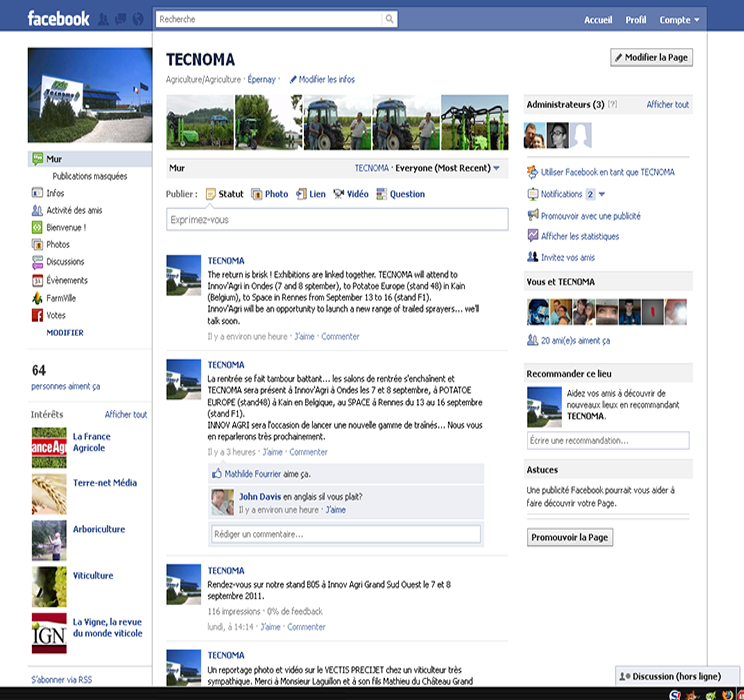 facebook
Recherche
Accueil Profil Compte
TECNOMA
Agriculture/Agriculture · Épernay · Modifier les infos
Modifier la Page
Mur
TECNOMA · Everyone (Most Recent)
Publier : Statut Photo Lien Vidéo Question
Exprimez-vous
TECNOMA
The return is brisk ! Exhibitions are linked together. TECNOMA will attend to
Innov'Agri in Ondes (7 and 8 sptember), to Potatoe Europe (stand 48) in Kain
(Belgium), to Space in Rennes from September 13 to 16 (stand F1).
Innov'Agri will be an opportunity to launch a new range of trailed sprayers... we'll
talk soon.
Il y a environ une heure · J'aime · Commenter
TECNOMA
La rentrée se fait tambour battant... les salons de rentrée s'enchaînent et
TECNOMA sera présent à Innov'Agri à Ondes les 7 et 8 septembre, à POTATOE
EUROPE (stand48) à Kain en Belgique, au SPACE à Rennes du 13 au 16 septembre
(stand F1).
INNOV AGRI sera l'occasion de lancer une nouvelle gamme de traînés... Nous vous
en reparlerons très prochainement.
Il y a 3 heures · J'aime · Commenter
Mathilde Fourrier aime ça.
John Davis en anglais sil vous plait?
Il y a environ une heure · J'aime
Rédiger un commentaire...
TECNOMA
Rendez-vous sur notre stand B05 à Innov Agri Grand Sud Ouest le 7 et 8
septembre 2011.
116 impressions · 0% de feedback
lundi, à 14:14 · J'aime · Commenter
TECNOMA
Un reportage photo et vidéo sur le VECTIS PRECIJET chez un viticulteur très
sympathique. Merci à Monsieur Laguillon et à son fils Mathieu du Château Grand
Mur
Publications masquées
Infos
Activité des amis
Bienvenue !
Photos
Discussions
Évènements
FarmVille
Votes
MODIFIER
64
personnes aiment ça
Intérêts Afficher tout
La France
Agricole
Terre-net Média
Arboriculture
Viticulture
La Vigne, la revue
du monde viticole
IGN
S'abonner via RSS
Administrateurs (3) [?] Afficher tout
Utiliser Facebook en tant que TECNOMA
Notifications 2
Promouvoir avec une publicité
Afficher les statistiques
Invitez vos amis
Vous et TECNOMA
20 ami(e)s aiment ça
Recommander ce lieu
Aidez vos amis à découvrir de
nouveaux lieux en recommandant
TECNOMA.
Écrire une recommandation...
Astuces
Une publicité Facebook pourrait vous aider à
faire découvrir votre Page.
Promouvoir la Page
Discussion (hors ligne)